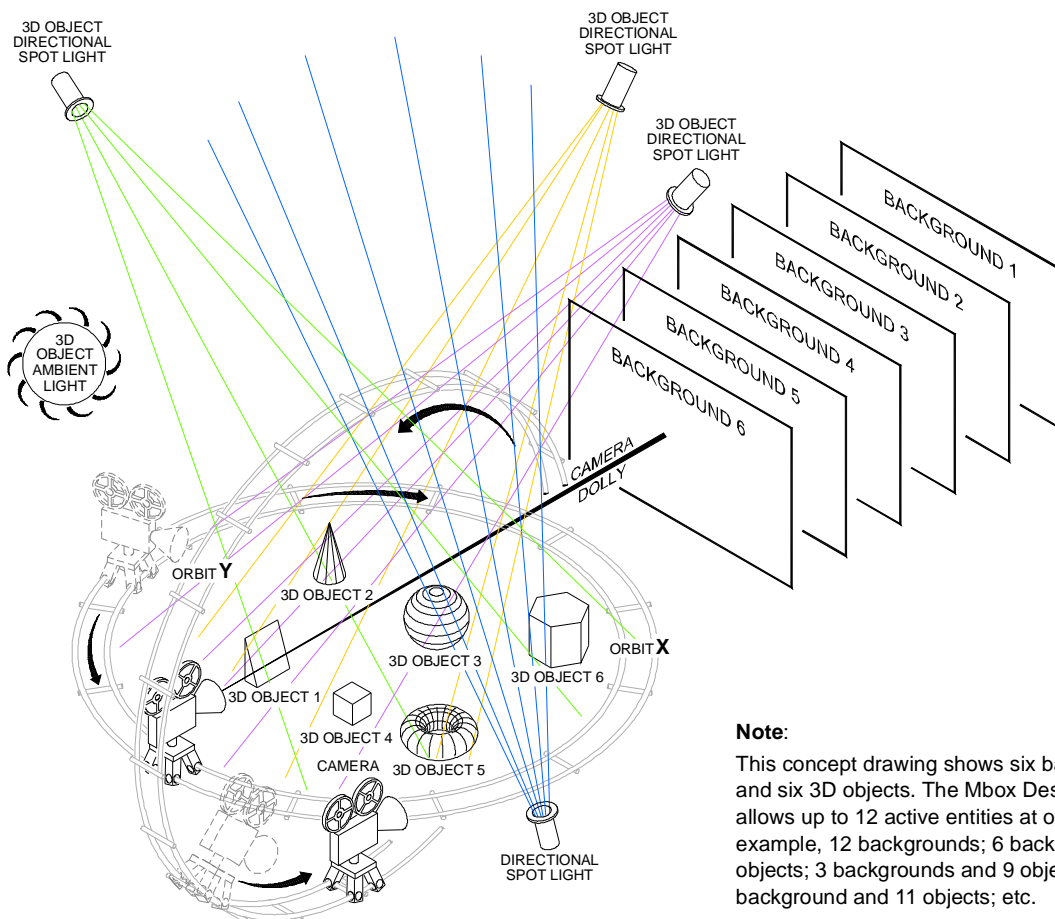 3D OBJECT
DIRECTIONAL
SPOT LIGHT
3D OBJECT
DIRECTIONAL
SPOT LIGHT
3D OBJECT
DIRECTIONAL
SPOT LIGHT
BACKGROUND 1
BACKGROUND 2
BACKGROUND 3
BACKGROUND 4
BACKGROUND 5
BACKGROUND 6
3D
OBJECT
AMBIENT
LIGHT
CAMERA
DOLLY
ORBIT Y
3D OBJECT 2
3D OBJECT 3
ORBIT X
3D OBJECT 6
3D OBJECT 1
3D OBJECT 4
3D OBJECT 5
CAMERA
DIRECTIONAL
SPOT LIGHT
Note:
This concept drawing shows six
and six 3D objects. The Mbox
allows up to 12 active entities at
example, 12 backgrounds; 6
objects; 3 backgrounds and 9
background and 11 objects; etc.